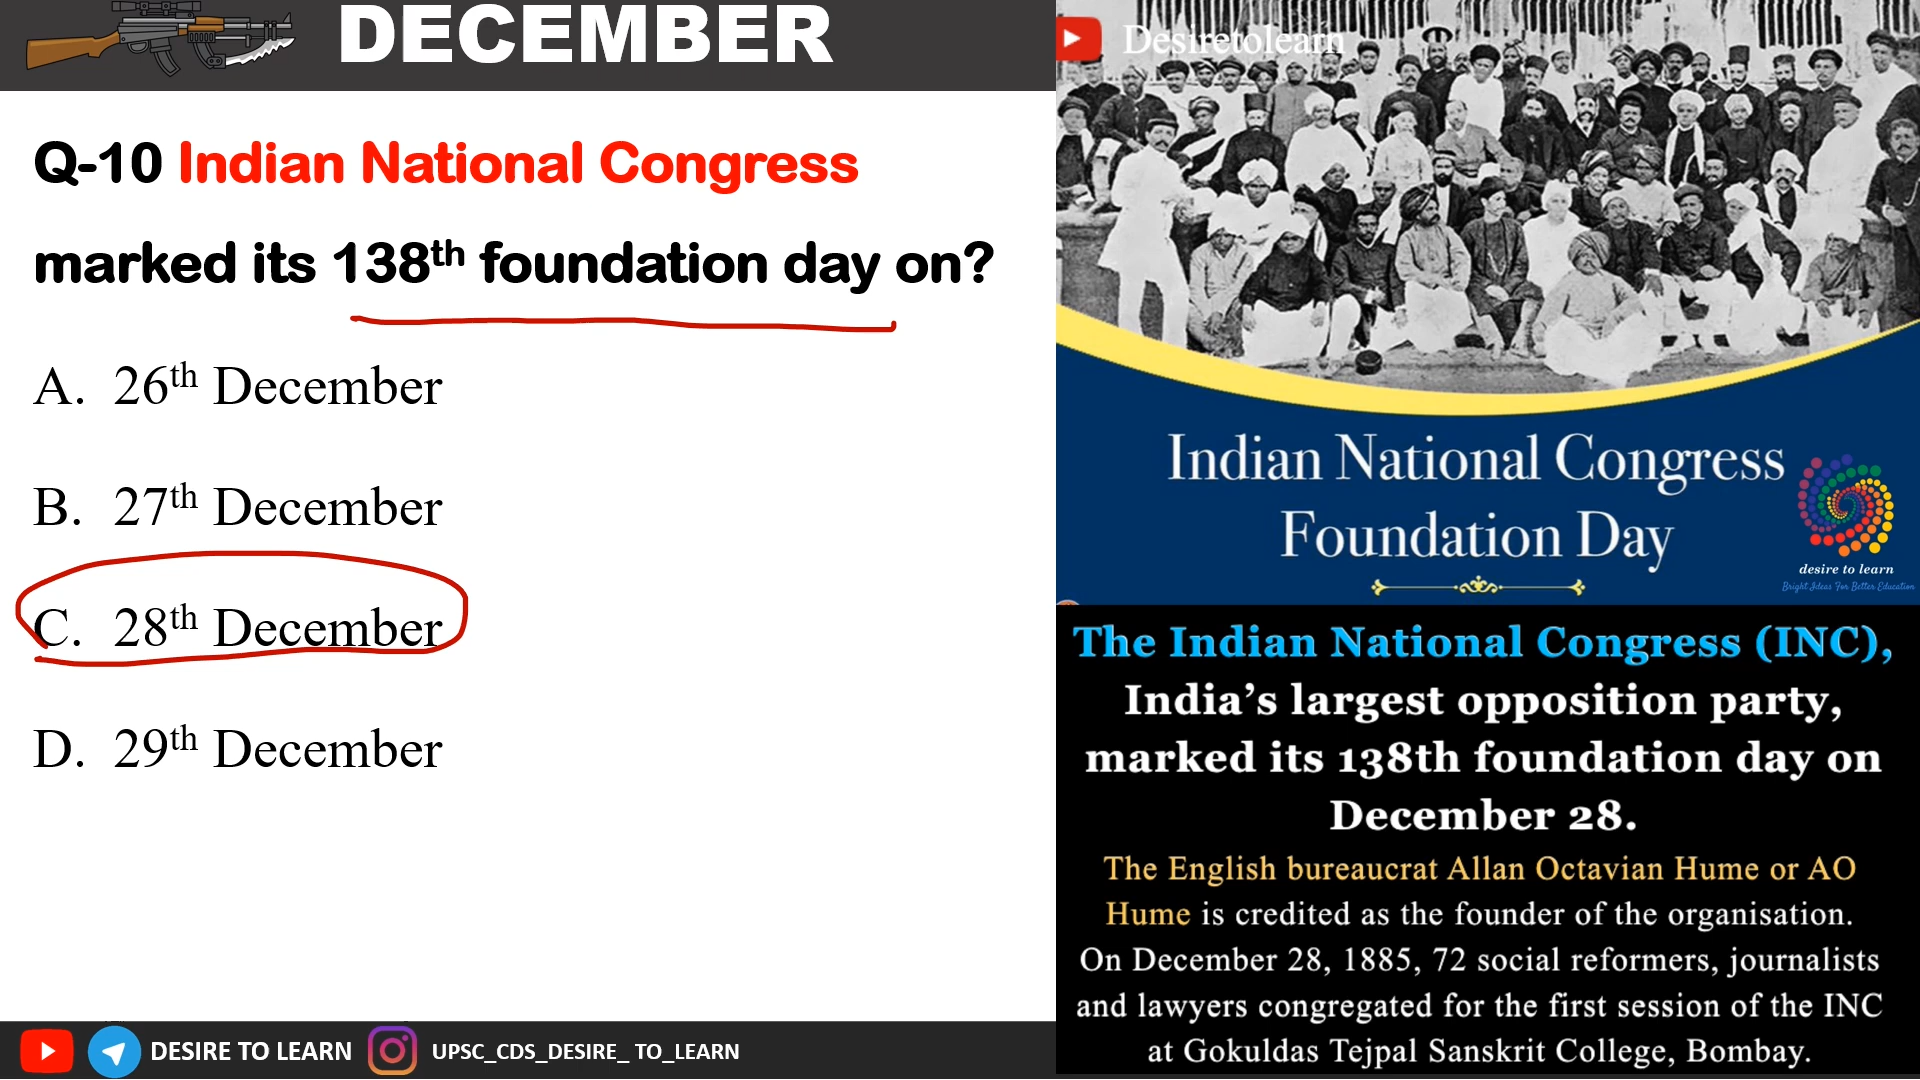 DECEMBER
Q-10 Indian National Congress
marked its 138th foundation day on?
A. 26th December
B. 27th December
C. 28th December
D. 29th December
DESIRE TO LEARN
UPSC_CDS_DESIRE_ TO_LEARN
Desiretolearn
Indian National Congress
Foundation Day
desire to learn
Bright Ideas For Better Education
The Indian National Congress (INC),
India’s largest opposition party,
marked its 138th foundation day on
December 28.
The English bureaucrat Allan Octavian Hume or AO
Hume is credited as the founder of the organisation.
On December 28, 1885, 72 social reformers, journalists
and lawyers congregated for the first session of the INC
at Gokuldas Tejpal Sanskrit College, Bombay.